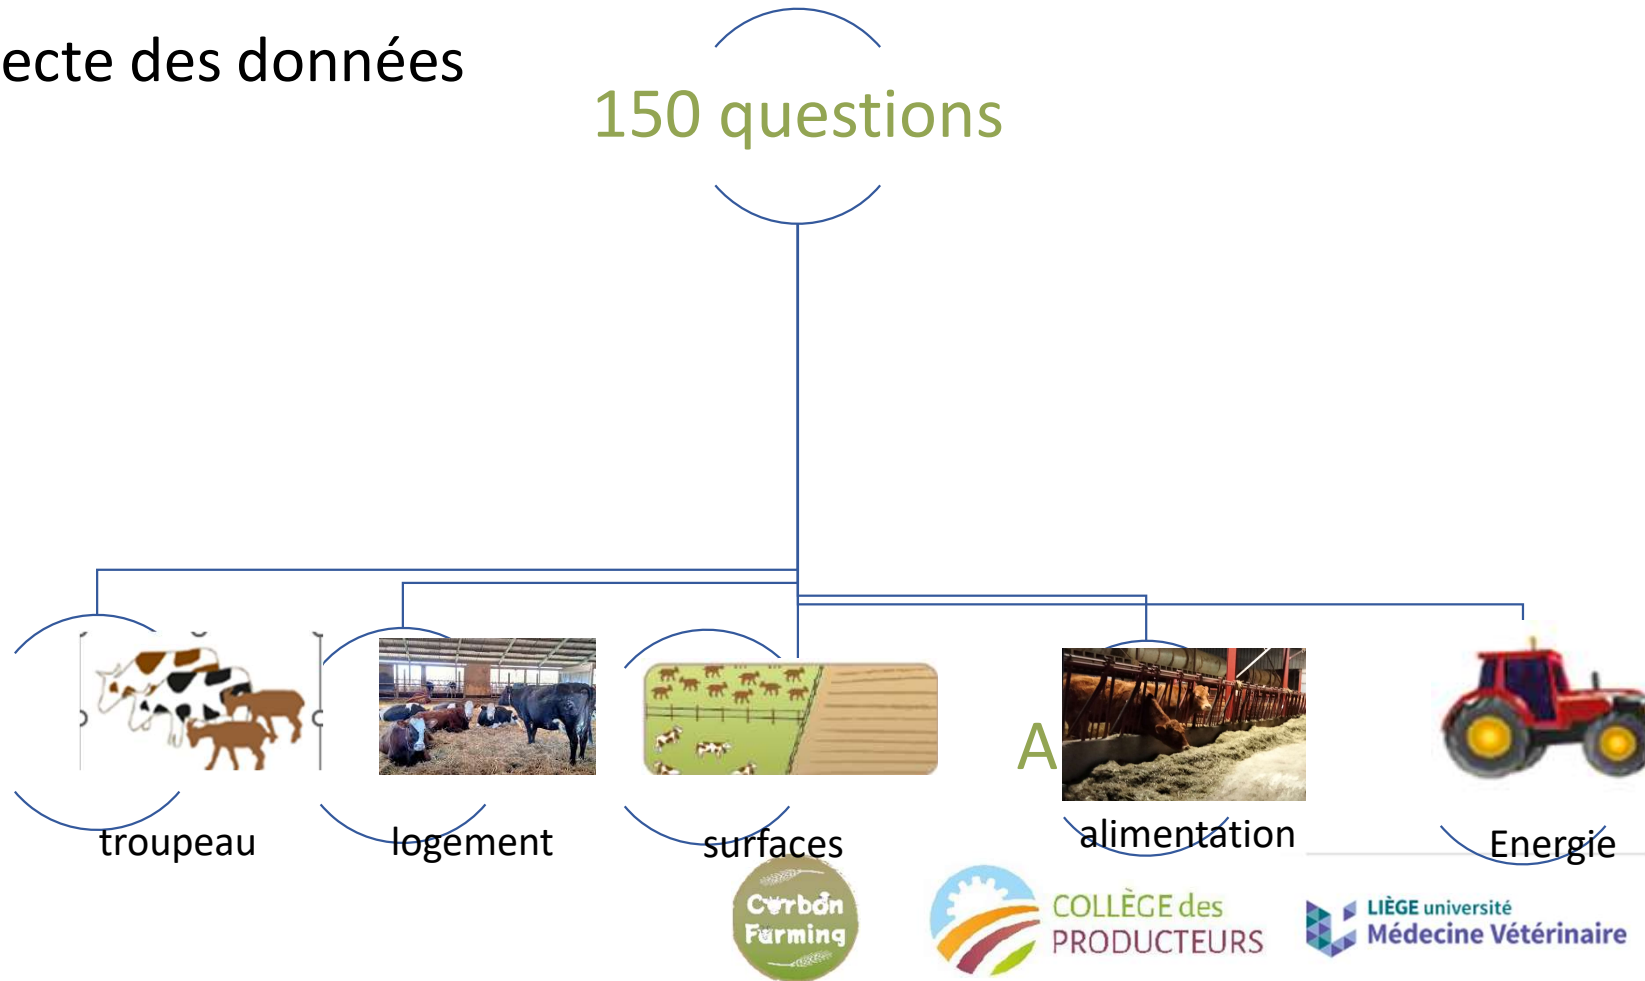 ecte des données
150 questions
A
troupeau
logement
surfaces
alimentation
Energie
Carbon
Farming
COLLÈGE des
PRODUCTEURS
LIÈGE université
Médecine Vétérinaire